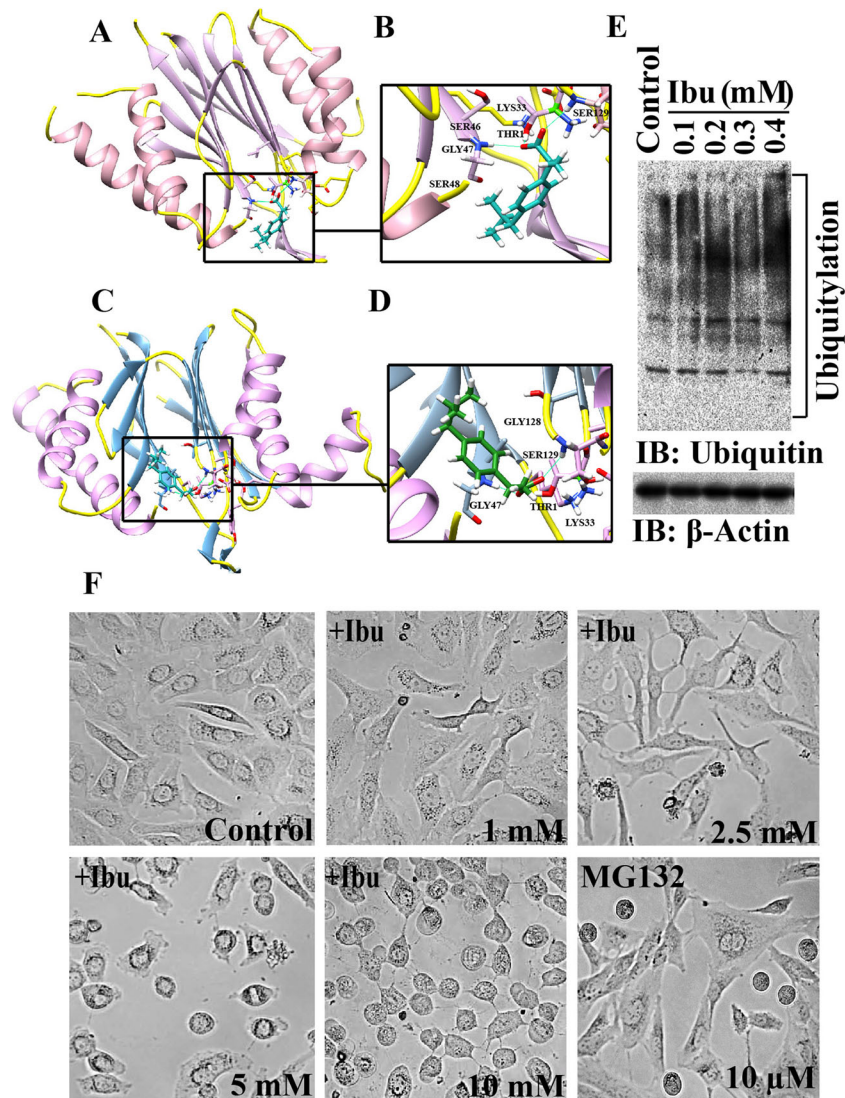 A
B
E
LYS33
SER129
THR1
SER46
GLY47
SER48
Control
Ibu (mM)
0.1
0.2
0.3
0.4
Ubiquitylation
IB: Ubiquitin
IB: β-Actin
C
D
GLY128
SER129
GLY47
THR1
LYS33
F
Control
+Ibu
1 mM
+Ibu
2.5 mM
+Ibu
5 mM
+Ibu
10 mM
MG132
10 µM